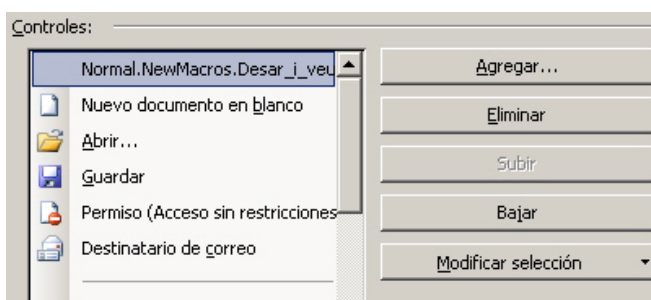 Controles:
Normal.NewMacros.Desar_i_veu
Nuevo documento en blanco
Abrir...
Guardar
Permiso (Acceso sin restricciones
Destinatario de correo
Agregar...
Eliminar
Subir
Bajar
Modificar selección